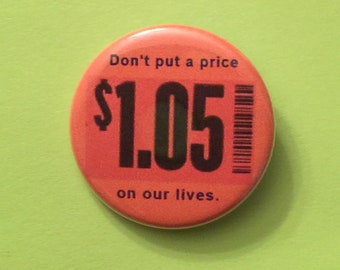 Don't put a price
$1.05
on our lives.